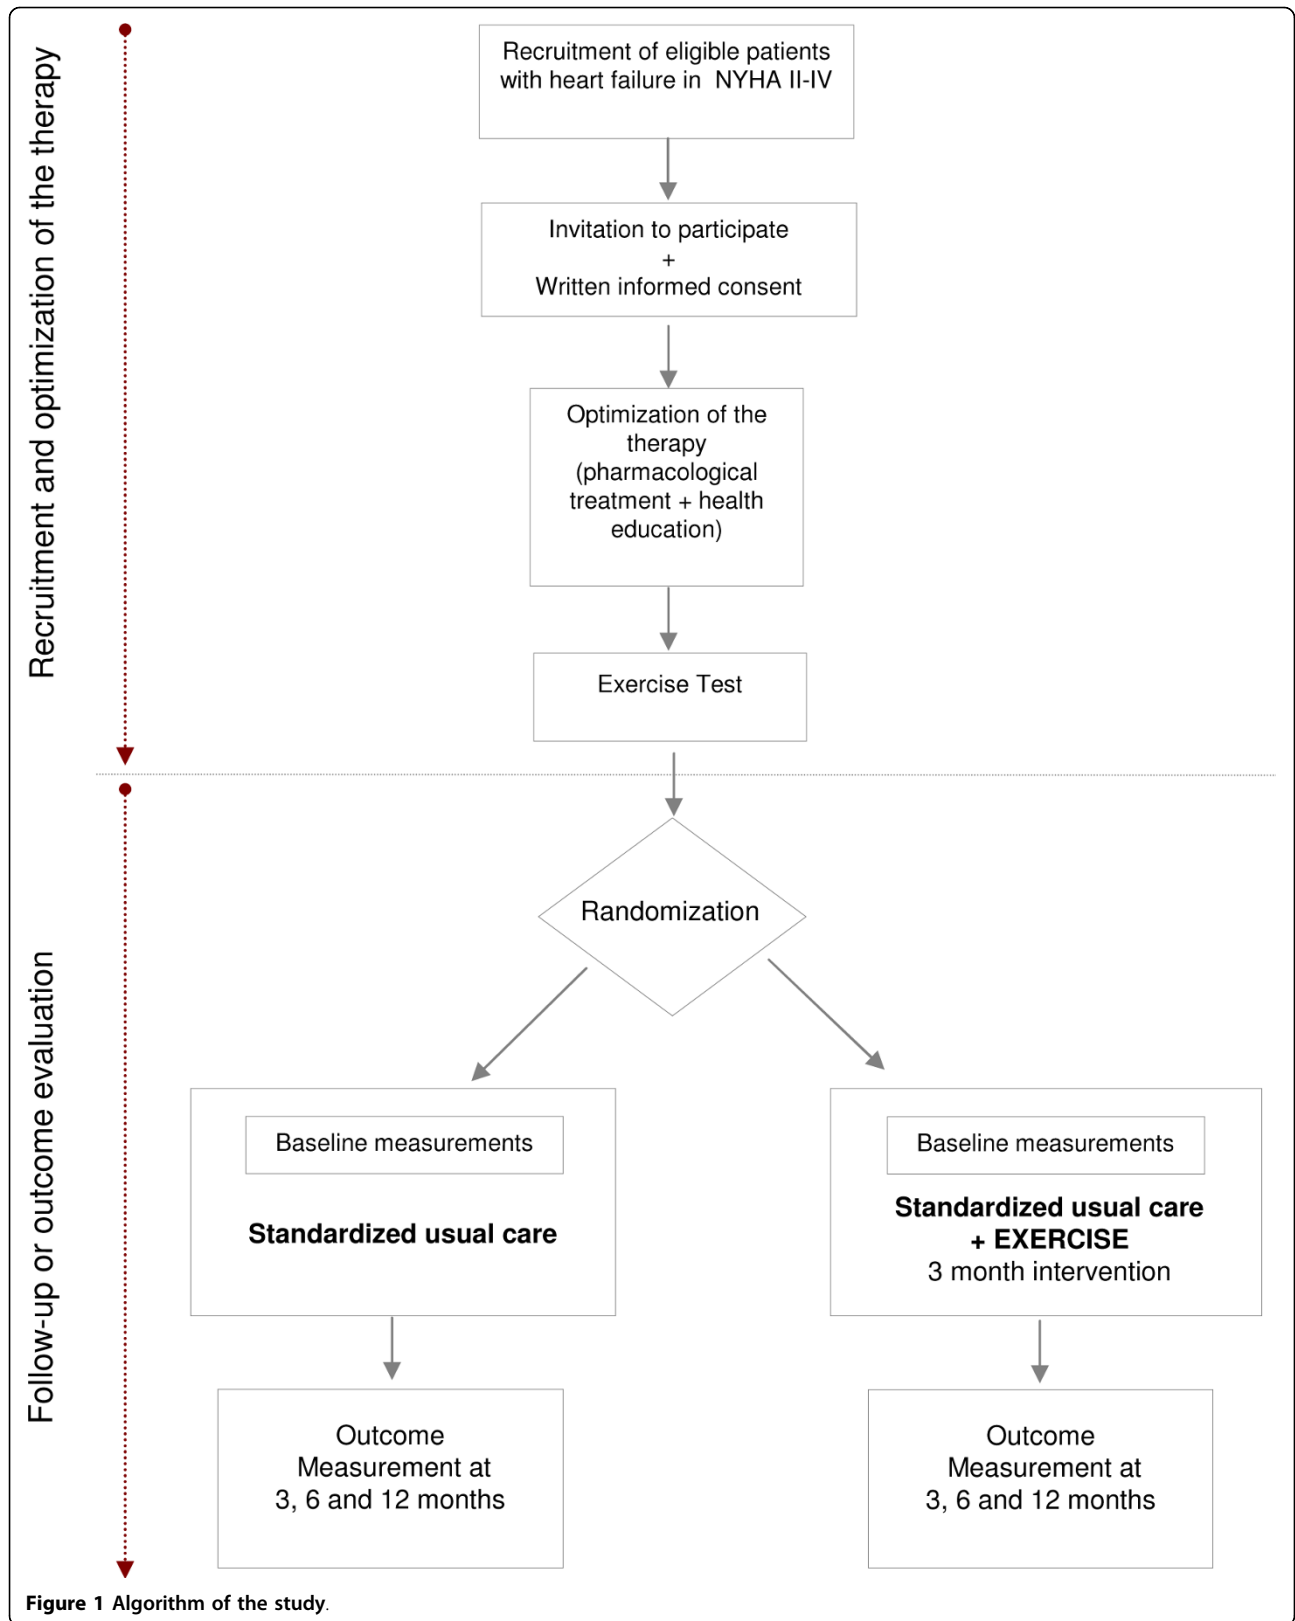 Recruitment and optimization of the therapy
Recruitment of eligible patients
with heart failure in NYHA II-IV
Invitation to participate
+
Written informed consent
Optimization of the
therapy
(pharmacological
treatment + health
education)
Exercise Test
Follow-up or outcome evaluation
Randomization
Baseline measurements
Standardized usual care
Baseline measurements
Standardized usual care
+ EXERCISE
3 month intervention
Outcome
Measurement at
3, 6 and 12 months
Outcome
Measurement at
3, 6 and 12 months
Figure 1 Algorithm of the study.